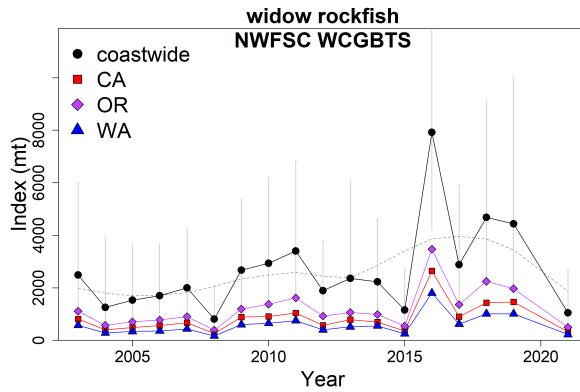 widow rockfish
NWFSC WCGBTS
coastwide
CA
OR
WA
Index (mt)
0
2000
4000
6000
8000
2005
2010
2015
2020
Year